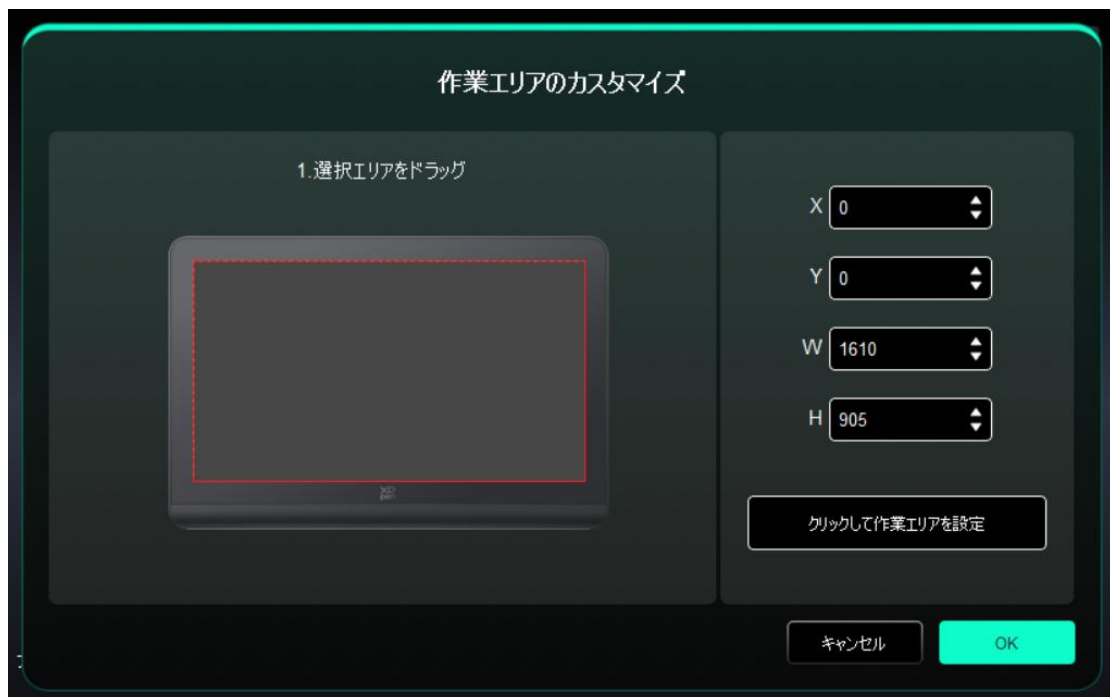 作業エリアのカスタマイズ
1.選択エリアをドラッグ
X 0
Y 0
W 1610
H 905
クリックして作業エリアを設定
キャンセル
OK